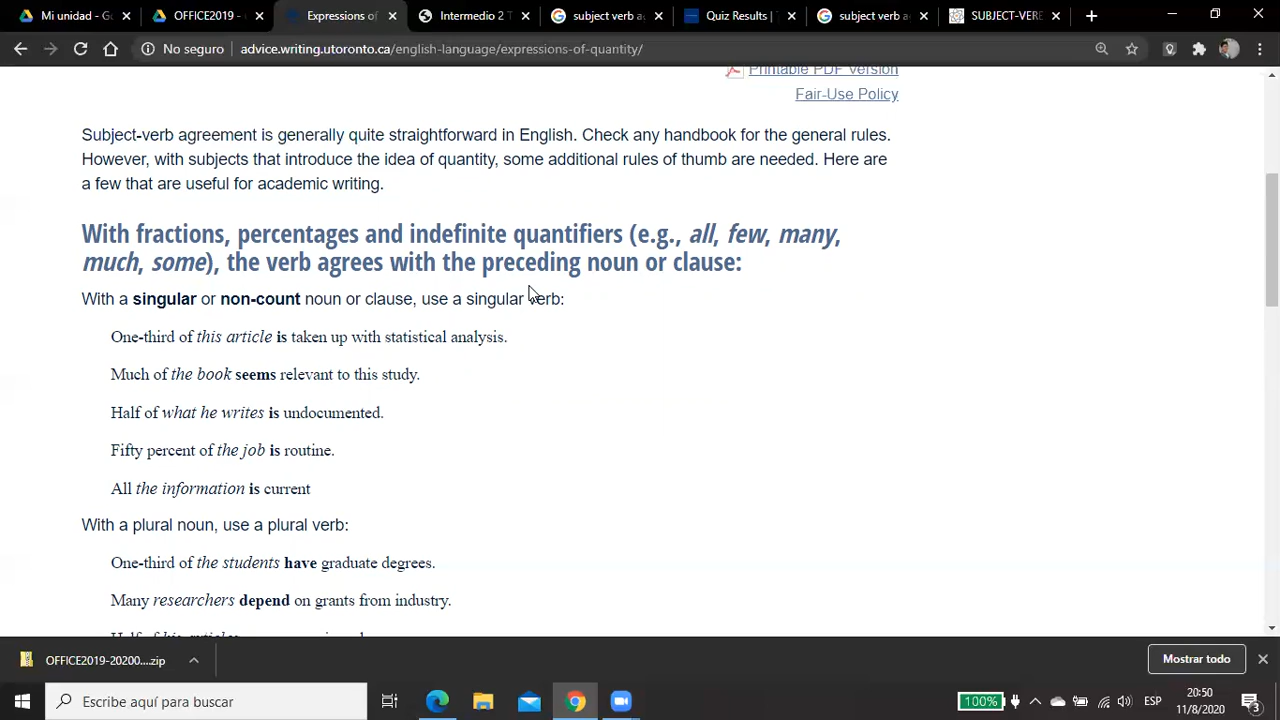 Mi unidad - G
OFFICE2019 -
Expressions of
Intermedio 2 T
subject verb a
Quiz Results |
subject verb a
SUBJECT-VERB
No seguro
advice.writing.utoronto.ca/english-language/expressions-of-quantity/
Printable PDF Version
Fair-Use Policy
Subject-verb agreement is generally quite straightforward in English. Check any handbook for the general rules.
However, with subjects that introduce the idea of quantity, some additional rules of thumb are needed. Here are
a few that are useful for academic writing.
With fractions, percentages and indefinite quantifiers (e.g., all, few, many,
much, some), the verb agrees with the preceding noun or clause:
With a singular or non-count noun or clause, use a singular verb:
One-third of this article is taken up with statistical analysis.
Much of the book seems relevant to this study.
Half of what he writes is undocumented.
Fifty percent of the job is routine.
All the information is current
With a plural noun, use a plural verb:
One-third of the students have graduate degrees.
Many researchers depend on grants from industry.
Half of his articles
OFFICE2019-20200....zip
Mostrar todo
Escribe aquí para buscar
100%
ESP
20:50
11/8/2020
3